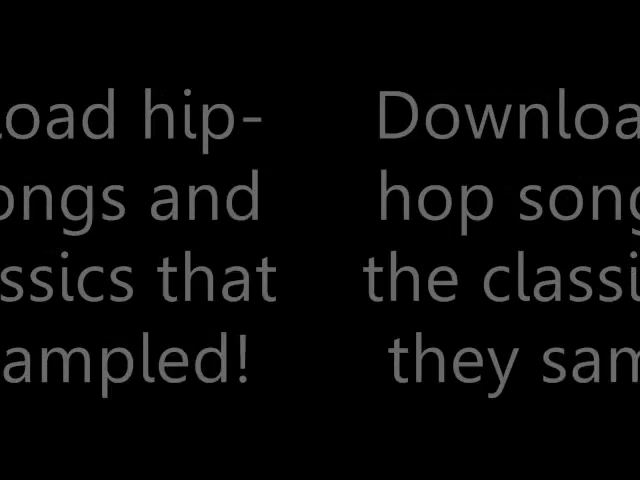 load hip-
ongs and
ssics that
ampled!
Downloa
hop song
the classi
they sam